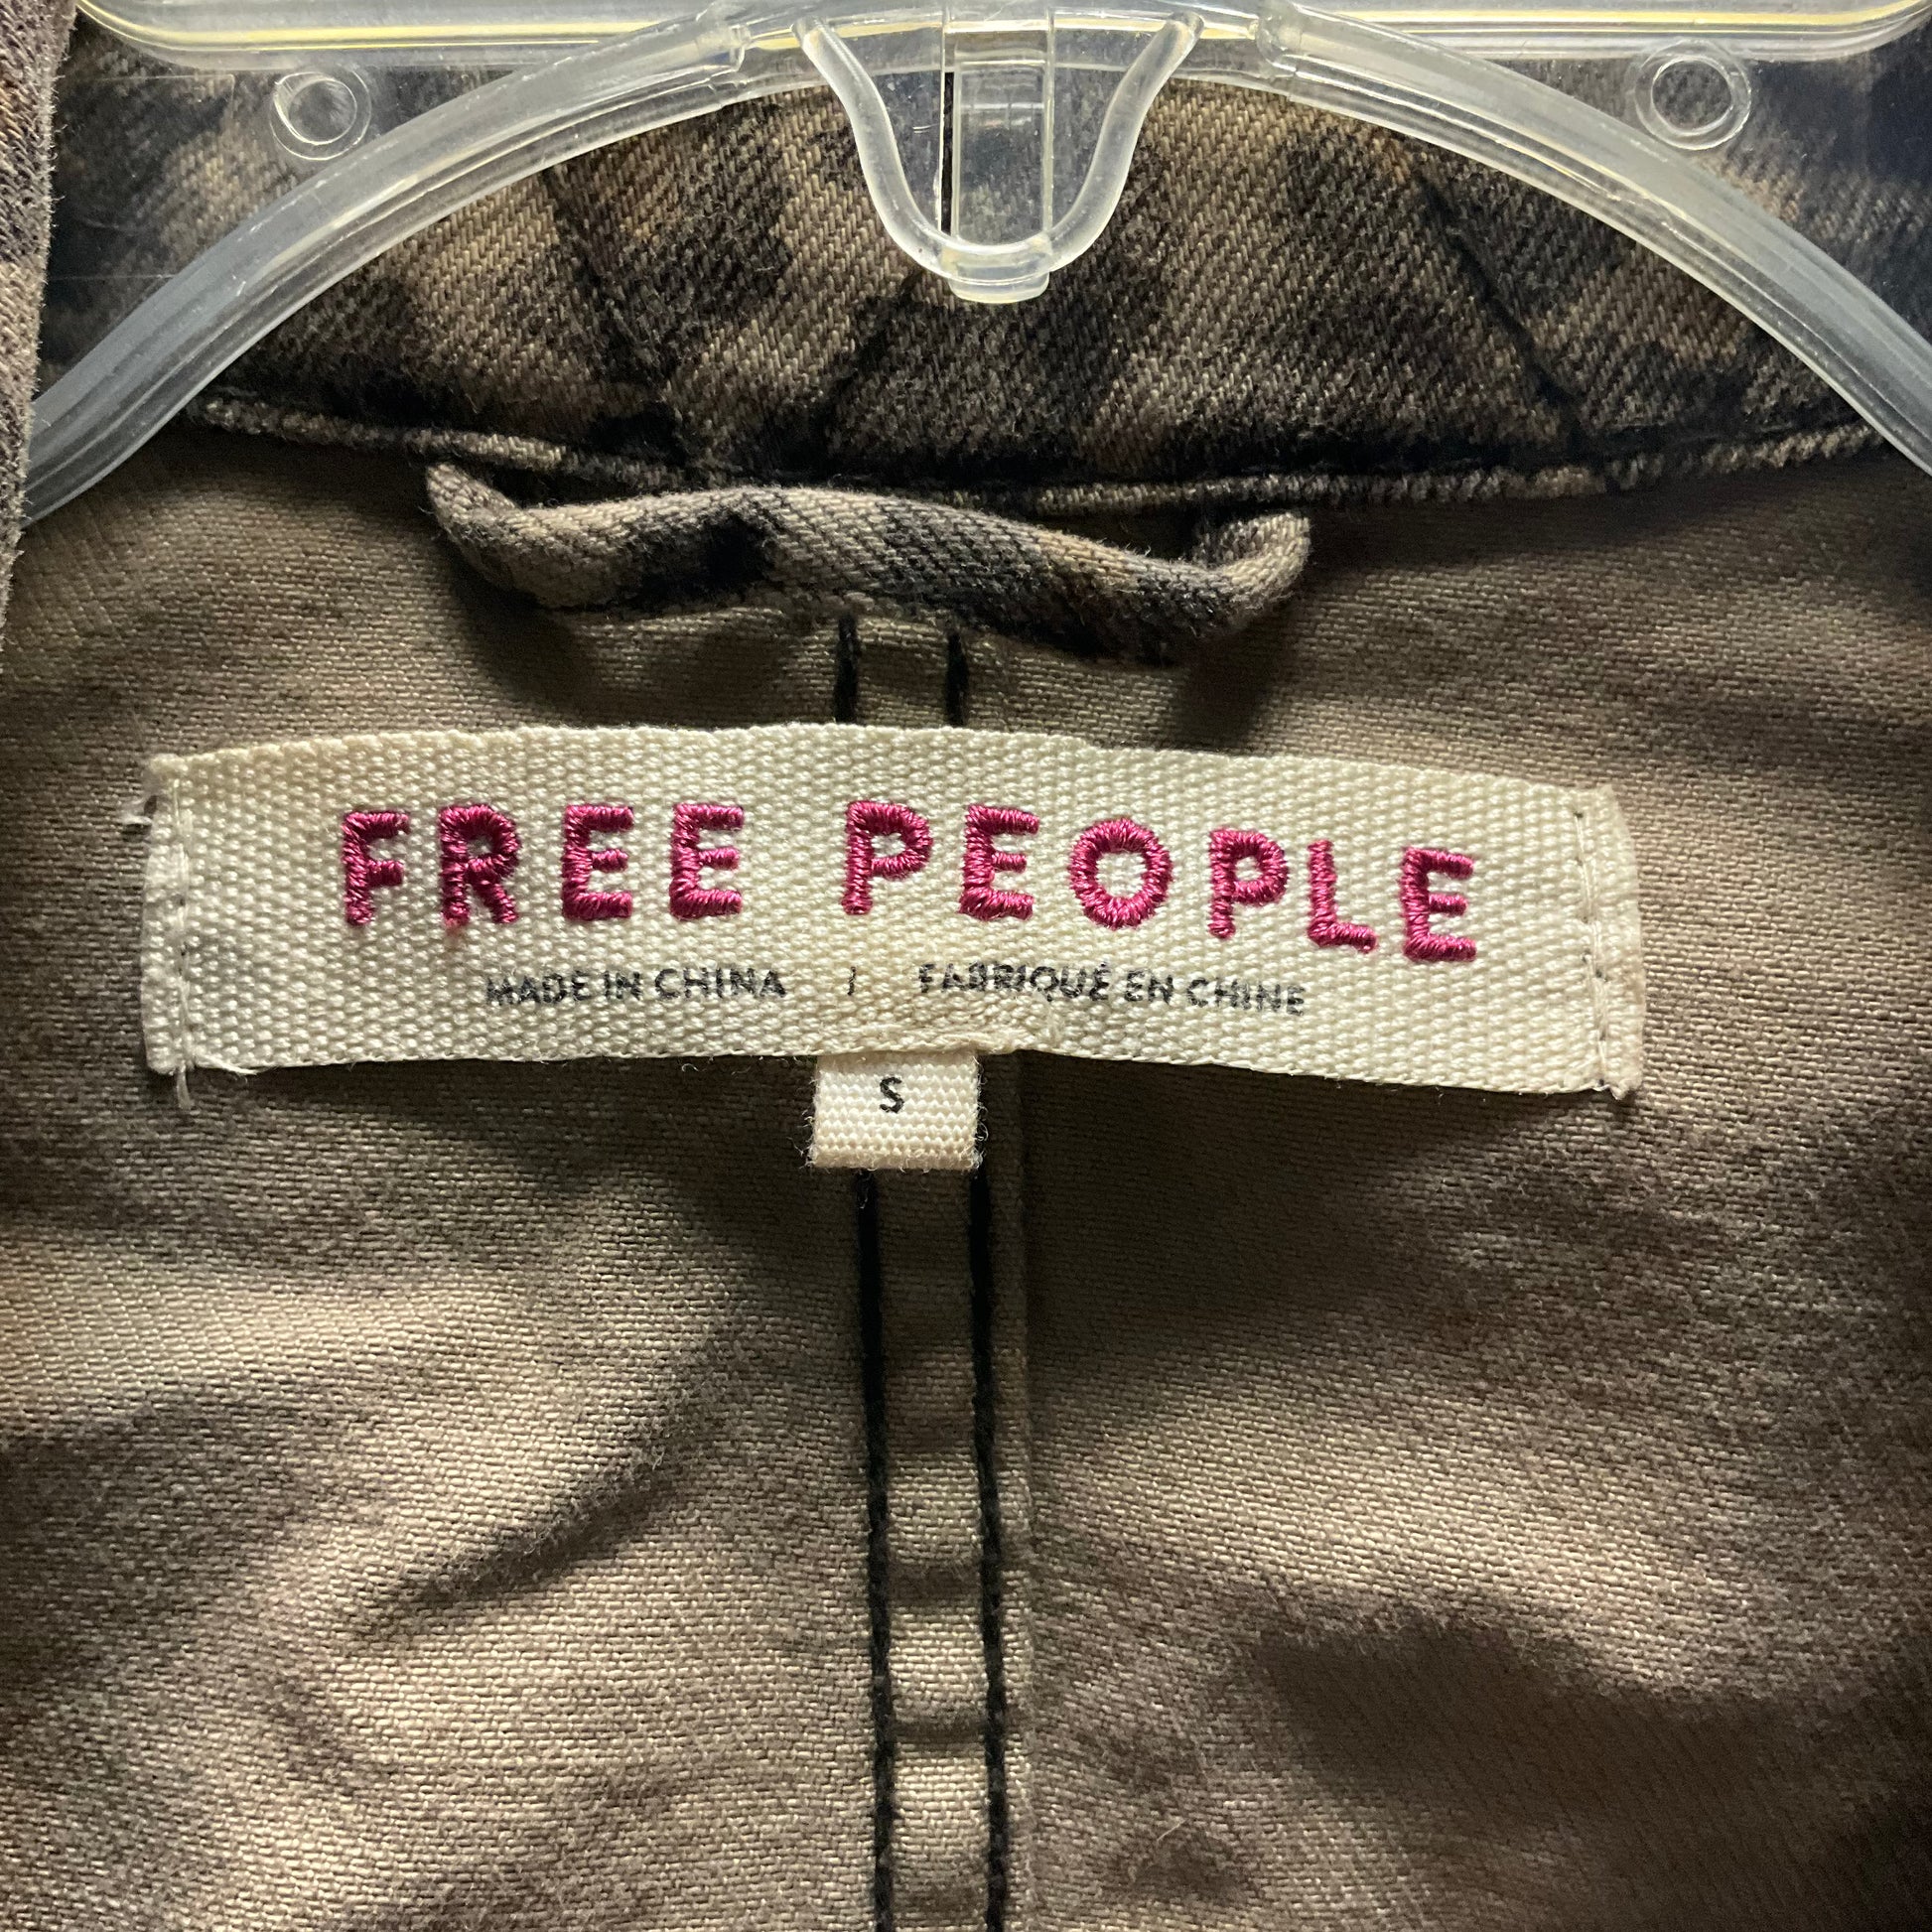 FREE PEOPLE
MADE IN CHINA / FABRIQUÉ EN CHINE
S